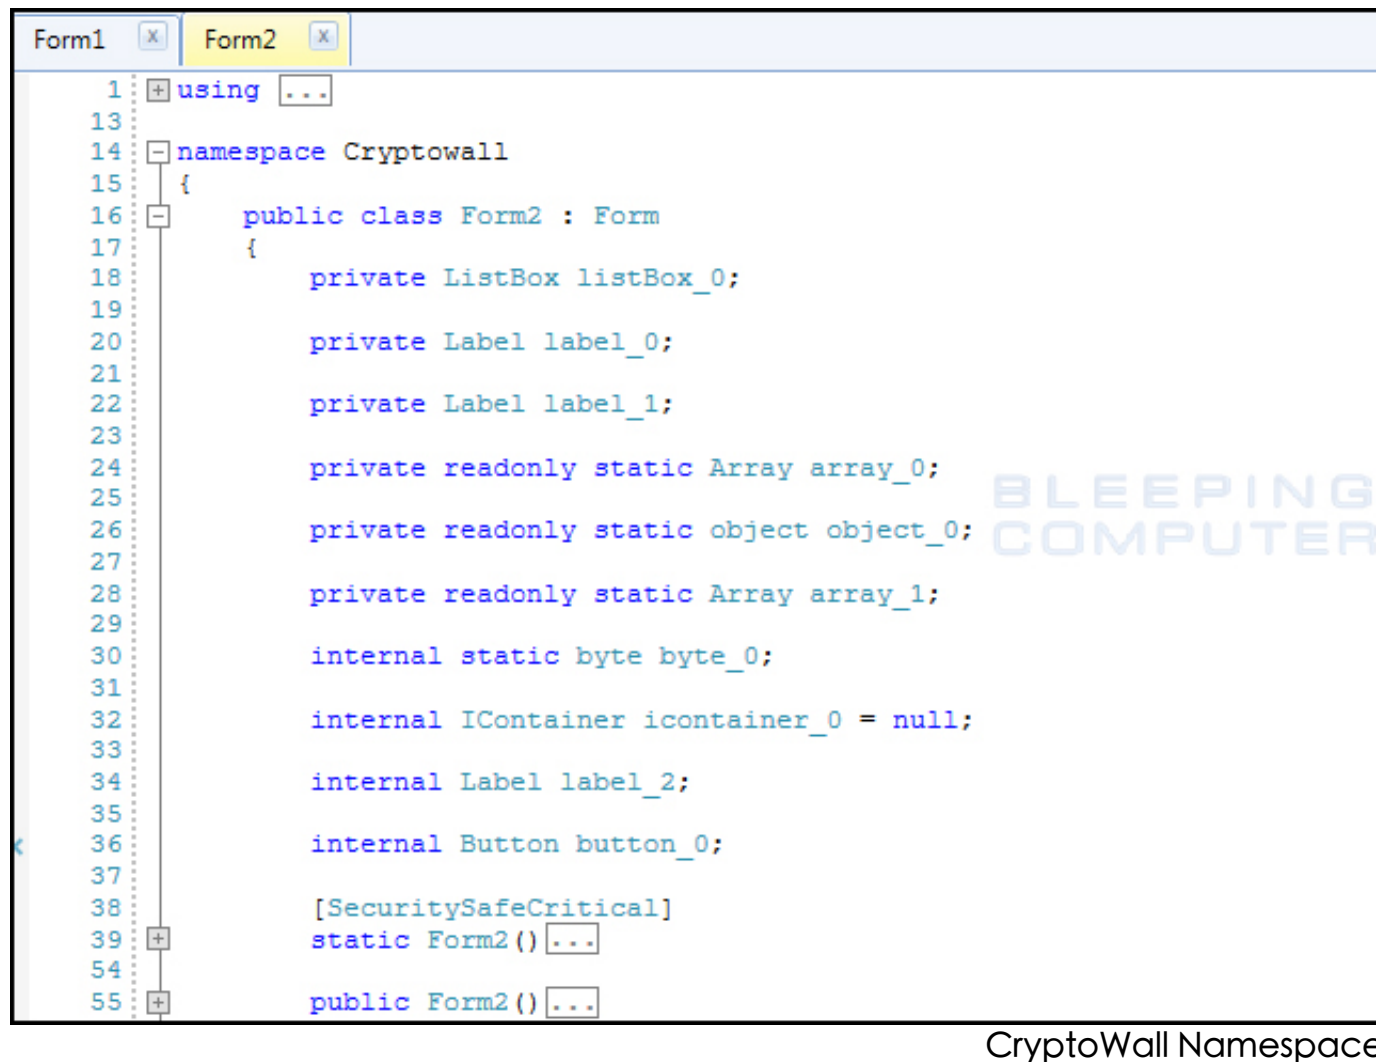 Form1 x Form2 x
1 + using ...
13
14 - namespace Cryptowall
15 {
16 - public class Form2 : Form
17 {
18 private ListBox listBox_0;
19
20 private Label label_0;
21
22 private Label label_1;
23
24 private readonly static Array array_0;
25
26 private readonly static object object_0;
27
28 private readonly static Array array_1;
29
30 internal static byte byte_0;
31
32 internal IContainer icontainer_0 = null;
33
34 internal Label label_2;
35
36 internal Button button_0;
37
38 [SecuritySafeCritical]
39 + static Form2()...
54
55 + public Form2()...
BLEEPING
COMPUTER
CryptoWall Namespace